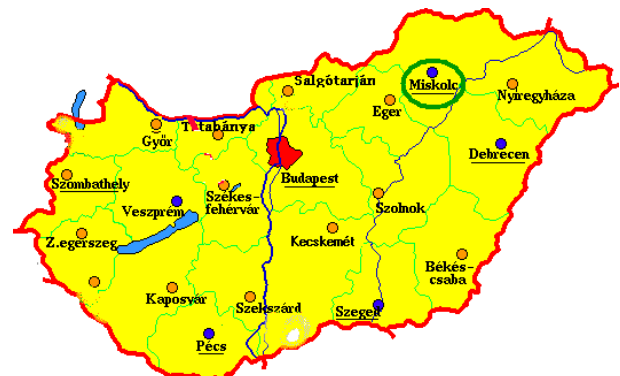 Salgótarján
Miskolc
Nyíregyháza
Eger
Győr
T.tabánya
Debrecen
Budapest
Szombathely
Székes-
fehérvár
Veszprém
Szolnok
Kecskemét
Z.egerszeg
Békés-
csaba
Kaposvár
Szekszárd
Szeged
Pécs